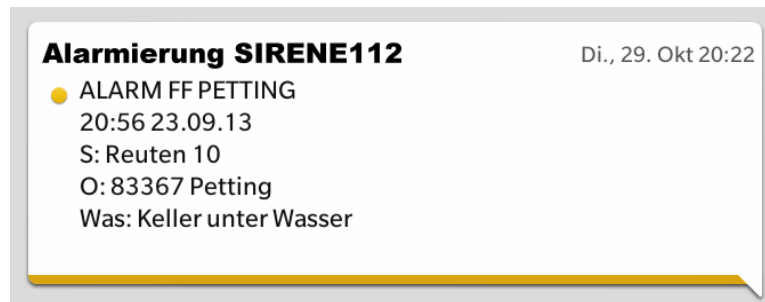 Alarmierung SIRENE112 Di., 29. Okt 20:22
ALARM FF PETTING
20:56 23.09.13
S: Reuten 10
O: 83367 Petting
Was: Keller unter Wasser